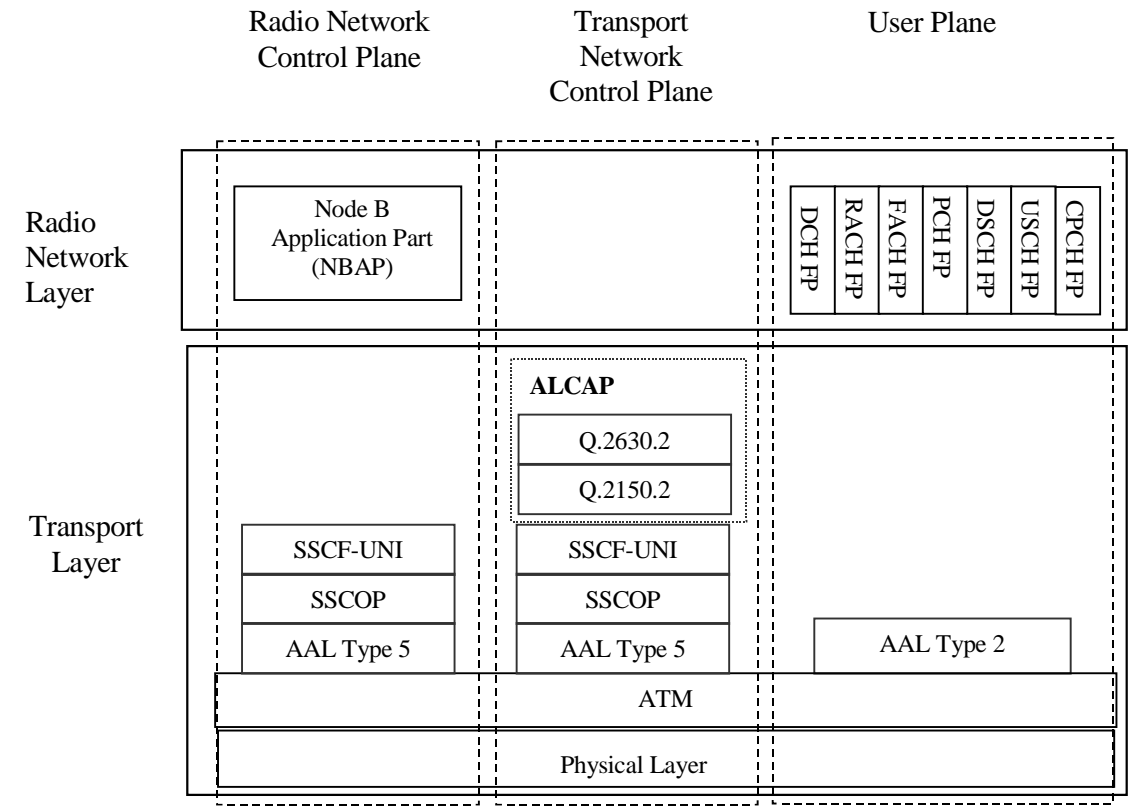 Radio Network
Control Plane
Transport
Network
Control Plane
User Plane
Radio
Network
Layer
Node B
Application Part
(NBAP)
DCH FP
RACH FP
FACH FP
PCH FP
DSCH FP
USCH FP
CPCH FP
Transport
Layer
ALCAP
Q.2630.2
Q.2150.2
SSCF-UNI
SSCOP
AAL Type 5
SSCF-UNI
SSCOP
AAL Type 5
AAL Type 2
ATM
Physical Layer